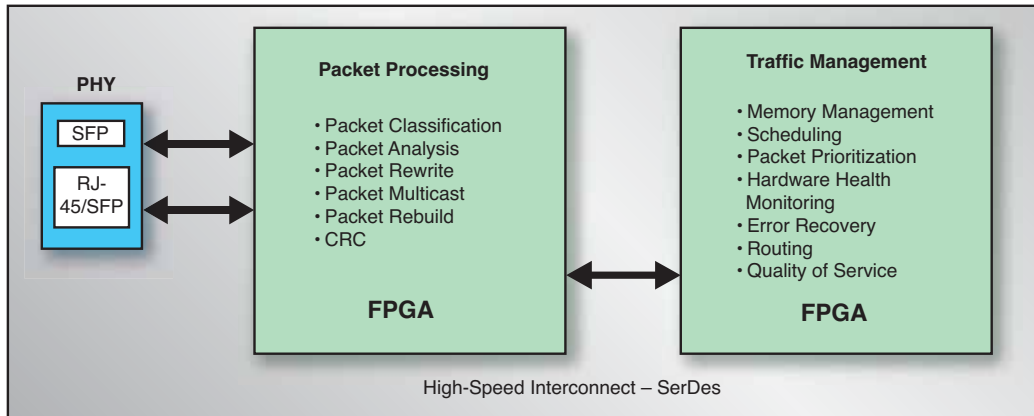 PHY
SFP
RJ-
45/SFP
Packet Processing
• Packet Classification
• Packet Analysis
• Packet Rewrite
• Packet Multicast
• Packet Rebuild
• CRC
FPGA
Traffic Management
• Memory Management
• Scheduling
• Packet Prioritization
• Hardware Health
Monitoring
• Error Recovery
• Routing
• Quality of Service
FPGA
High-Speed Interconnect – SerDes